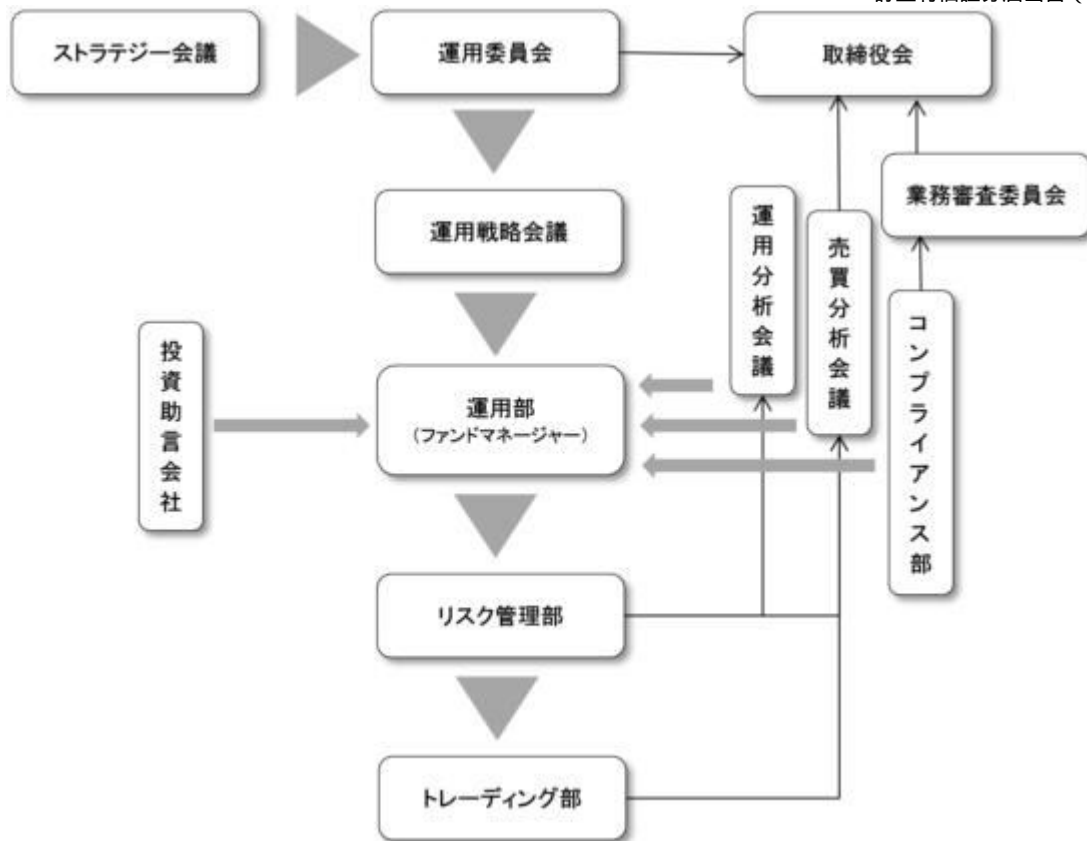 ストラテジー会議
運用委員会
取締役会
業務審査委員会
運用戦略会議
運用分析会議
売買分析会議
コンプライアンス部
投資助言会社
運用部
(ファンドマネージャー)
リスク管理部
トレーディング部